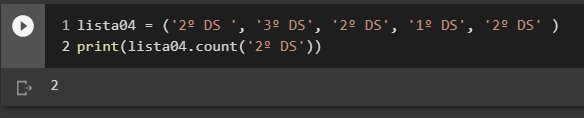 1 lista04 = ('2º DS ', '3º DS', '2º DS', '1º DS', '2º DS' )
2 print(lista04.count('2º DS'))
2